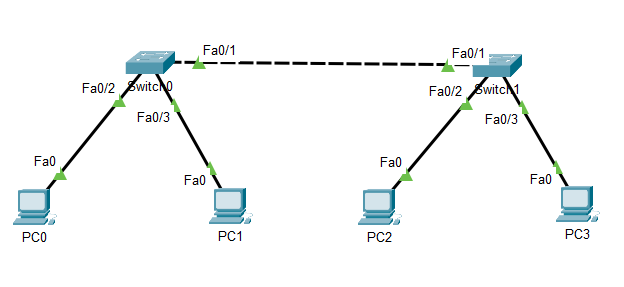 Fa0/1
Fa0/1
Switch0
Switch1
Fa0/2
Fa0/3
Fa0/2
Fa0/3
Fa0
Fa0
Fa0
Fa0
PC0
PC1
PC2
PC3